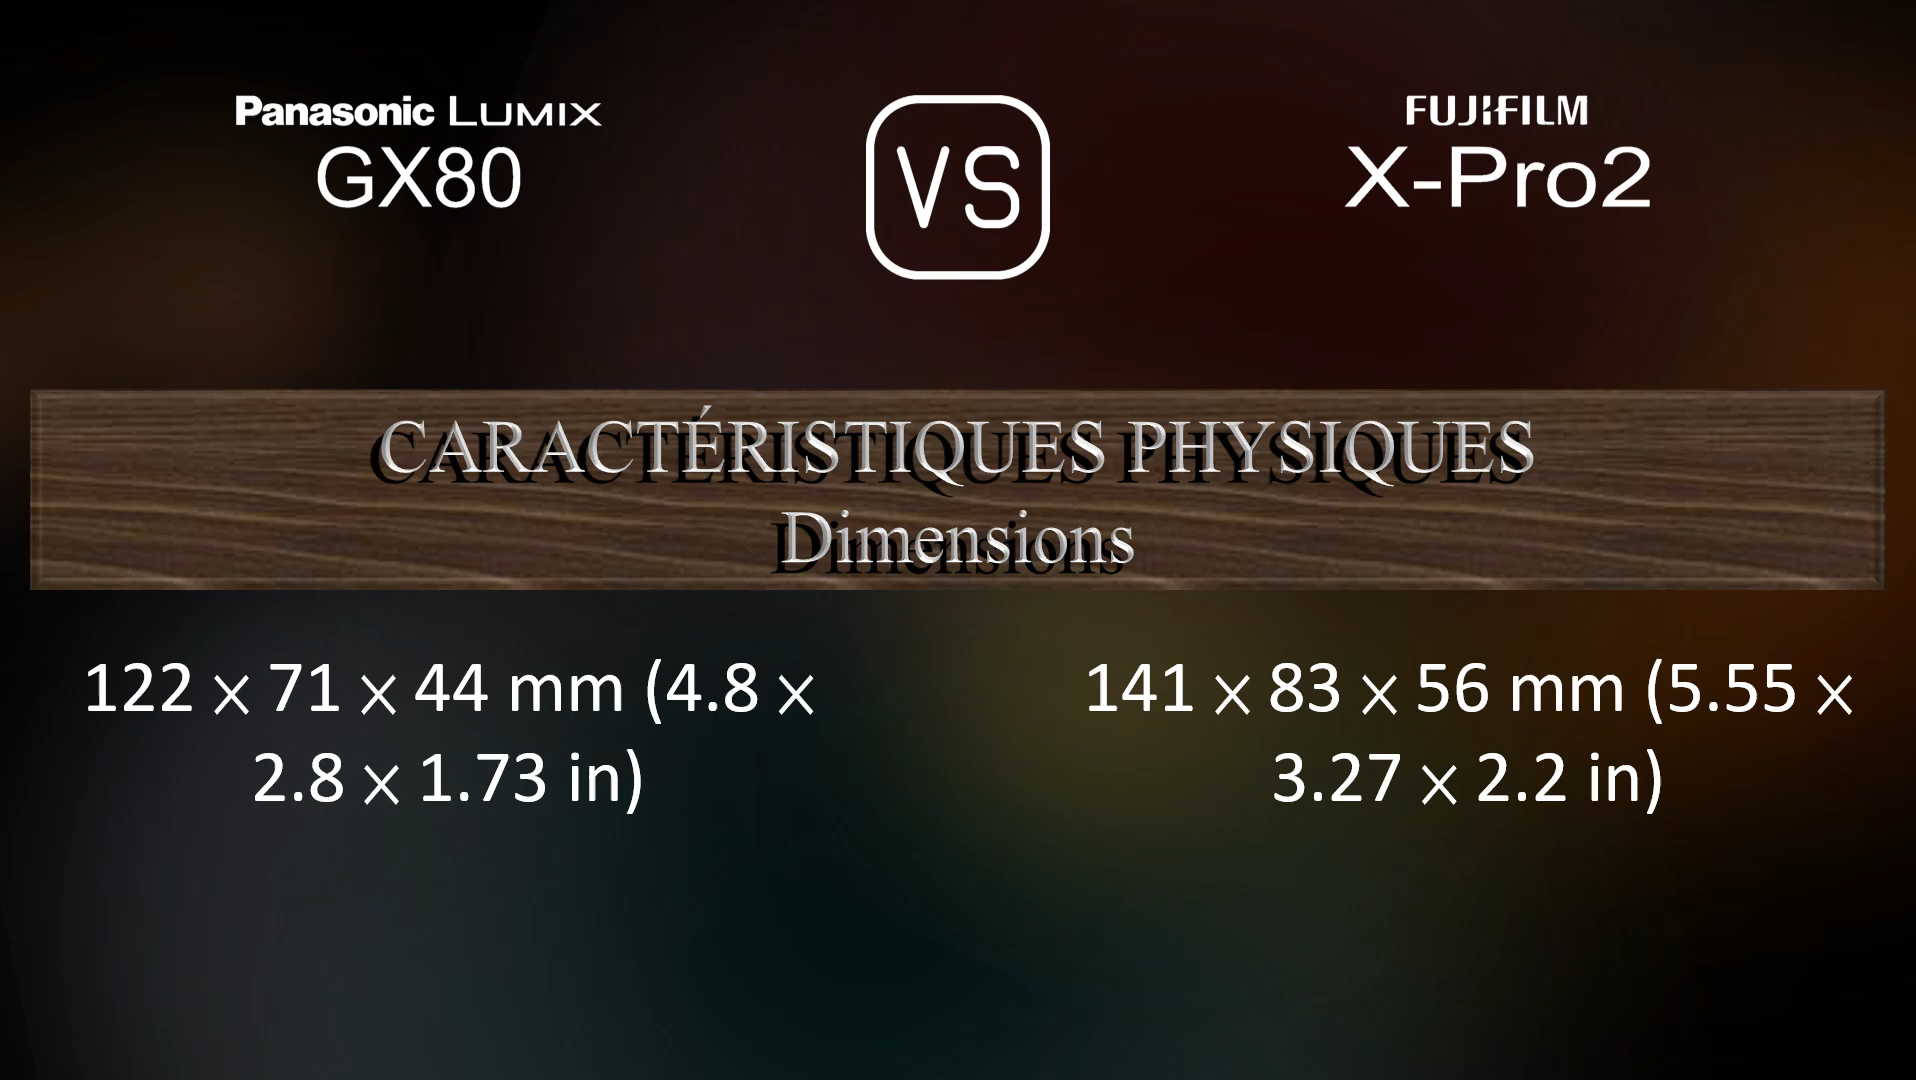 Panasonic LUMIX
GX80
VS
FUJIFILM
X-Pro2
CARACTÉRISTIQUES PHYSIQUES
Dimensions
122 x 71 x 44 mm (4.8 x
2.8 x 1.73 in)
141 x 83 x 56 mm (5.55 x
3.27 x 2.2 in)